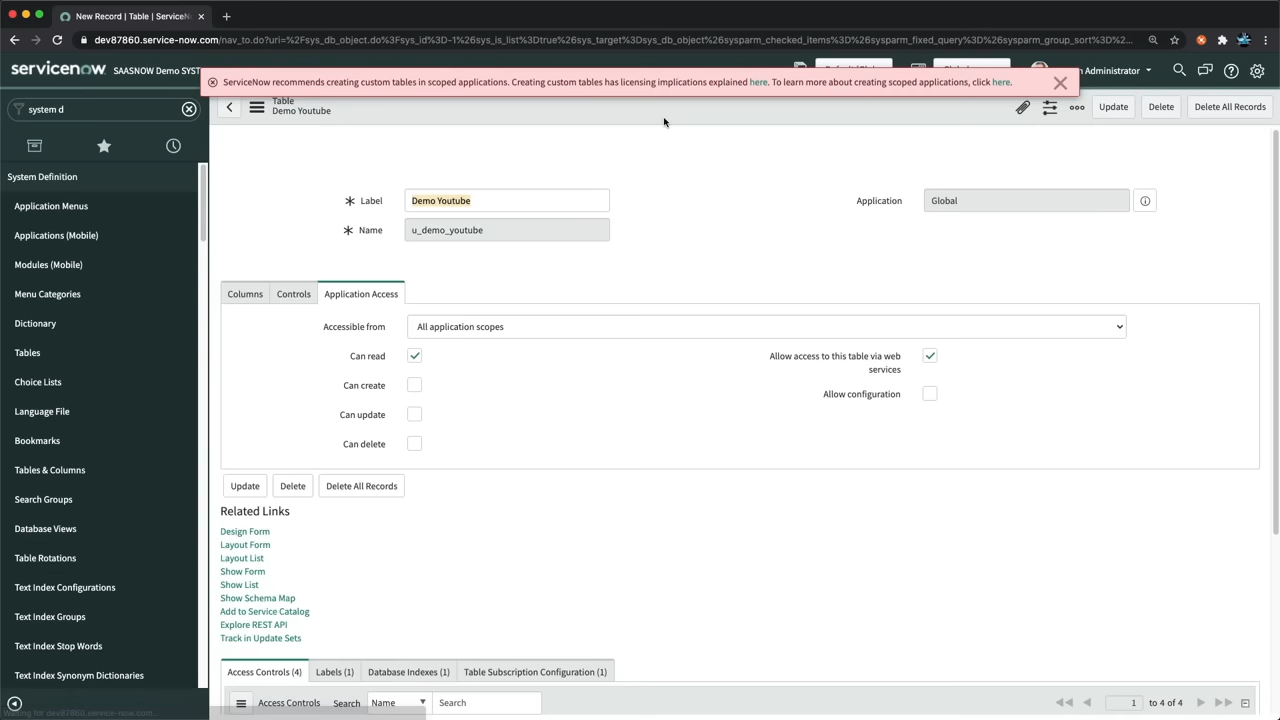 New Record | Table | ServiceN
dev87860.service-now.com/nav_to.do?uri=%2Fsys_db_object.do%3Fsys_id%3D-1%26sys_is_list%3Dtrue%26sys_target%3Dsys_db_object%26sysparm_checked_items%3D%26sysparm_fixed_query%3D%26sysparm_group_sort%3D%2...
servicenow SAASNOW Demo SYST
Administrator
ServiceNow recommends creating custom tables in scoped applications. Creating custom tables has licensing implications explained here. To learn more about creating scoped applications, click here.
system d
Table
Demo Youtube
Update Delete Delete All Records
System Definition
Application Menus
Applications (Mobile)
Modules (Mobile)
Menu Categories
Dictionary
Tables
Choice Lists
Language File
Bookmarks
Tables & Columns
Search Groups
Database Views
Table Rotations
Text Index Configurations
Text Index Groups
Text Index Stop Words
Text Index Synonym Dictionaries
Label Demo Youtube Application Global
Name u_demo_youtube
Columns Controls Application Access
Accessible from All application scopes
Can read Allow access to this table via web
services
Can create
Allow configuration
Can update
Can delete
Update Delete Delete All Records
Related Links
Design Form
Layout Form
Layout List
Show Form
Show List
Show Schema Map
Add to Service Catalog
Explore REST API
Track in Update Sets
Access Controls (4) Labels (1) Database Indexes (1) Table Subscription Configuration (1)
Access Controls Search Name Search 1 to 4 of 4
Waiting for dev87860.service-now.com...